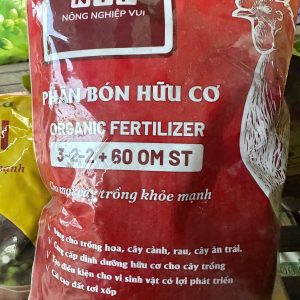 NÔNG NGHIỆP VUI
PHÂN BÓN HỮU CƠ
ORGANIC FERTILIZER
3-2-2 + 60 OM ST
Cho mọi cây trồng khỏe mạnh
Dùng cho trồng hoa, cây cảnh, rau, cây ăn trái.
cấp dinh dưỡng hữu cơ cho cây trồng
Tạo điều kiện cho vi sinh vật có lợi phát triển
cho đất tơi xốp
mạnh